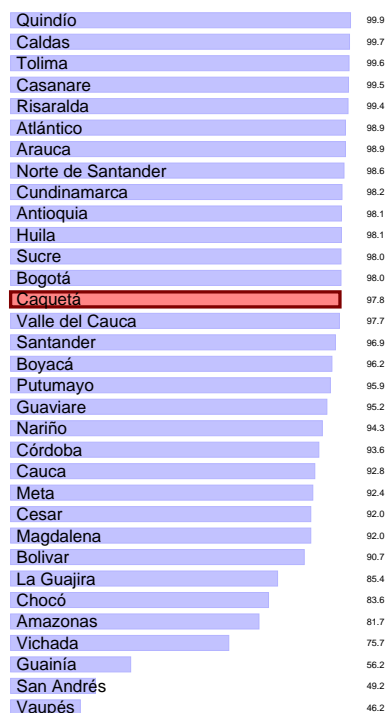 Quindío 99.9
Caldas 99.7
Tolima 99.6
Casanare 99.5
Risaralda 99.4
Atlántico 98.9
Arauca 98.9
Norte de Santander 98.6
Cundinamarca 98.2
Antioquia 98.1
Huila 98.1
Sucre 98.0
Bogotá 98.0
Caquetá 97.8
Valle del Cauca 97.7
Santander 96.9
Boyacá 96.2
Putumayo 95.9
Guaviare 95.2
Nariño 94.3
Córdoba 93.6
Cauca 92.8
Meta 92.4
Cesar 92.0
Magdalena 92.0
Bolivar 90.7
La Guajira 85.4
Chocó 83.6
Amazonas 81.7
Vichada 75.7
Guainía 56.2
San Andrés 49.2
Vaupés 46.2